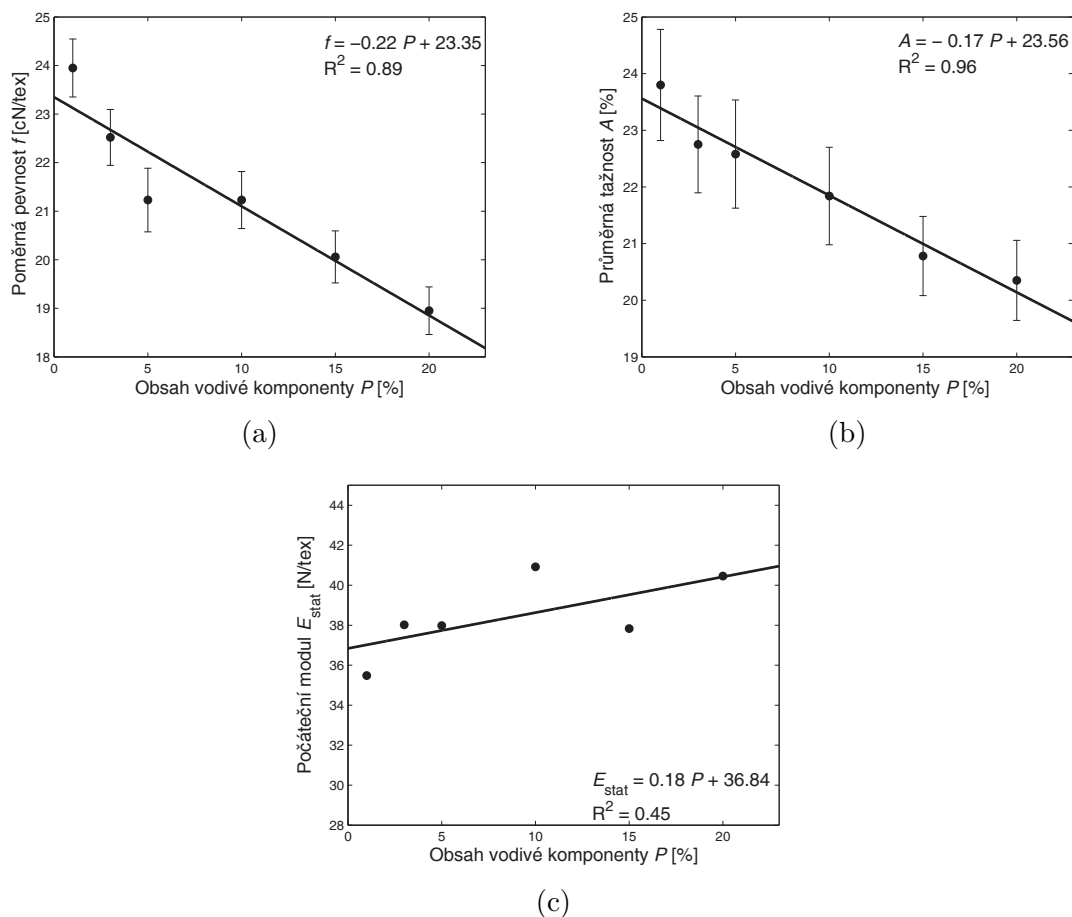 25
24
23
22
21
20
19
18
0
5
10
15
20
Poměrná pevnost f [cN/tex]
Obsah vodivé komponenty P [%]
f = −0.22 P + 23.35
R² = 0.89
(a)
25
24
23
22
21
20
19
0
5
10
15
20
Průměrná tažnost A [%]
Obsah vodivé komponenty P [%]
A = − 0.17 P + 23.56
R² = 0.96
(b)
44
42
40
38
36
34
32
30
28
0
5
10
15
20
Počáteční modul E_stat [N/tex]
Obsah vodivé komponenty P [%]
E_stat = 0.18 P + 36.84
R² = 0.45
(c)